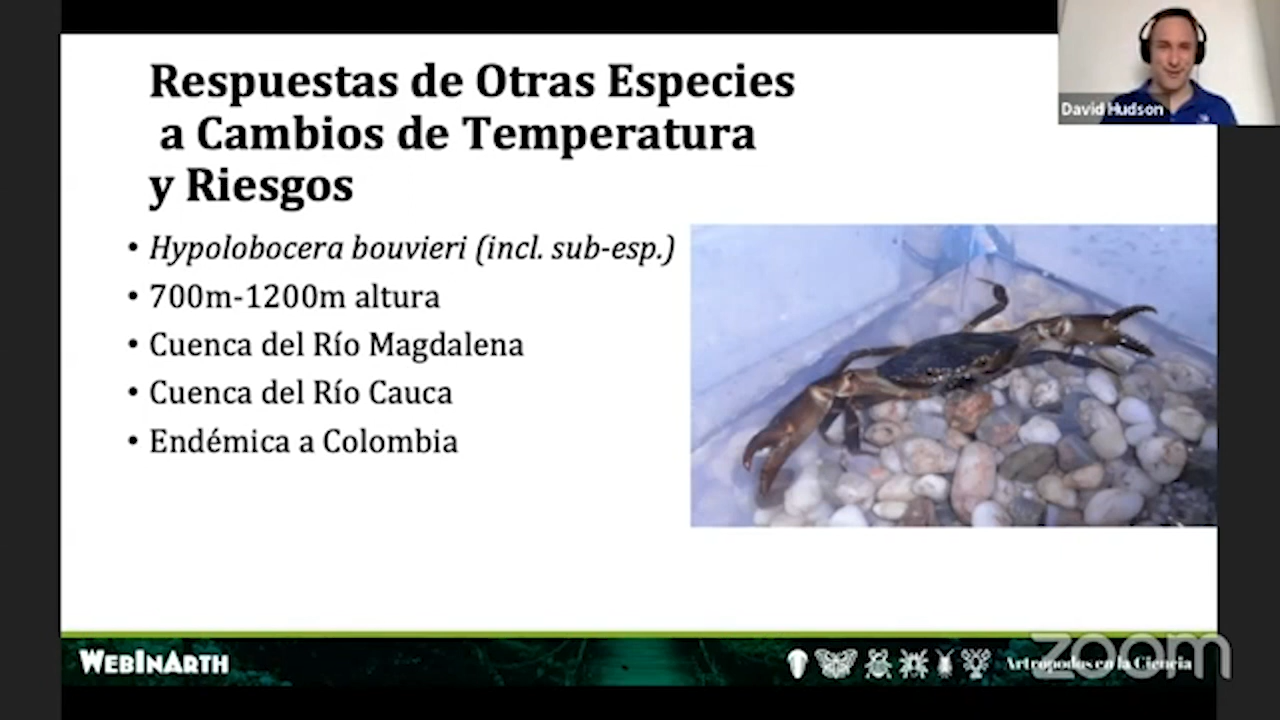 Respuestas de Otras Especies
a Cambios de Temperatura
y Riesgos
• Hypolobocera bouvieri (incl. sub-esp.)
• 700m-1200m altura
• Cuenca del Río Magdalena
• Cuenca del Río Cauca
• Endémica a Colombia
David Hudson
WebInArth
Artropodos en la Ciencia
zoom